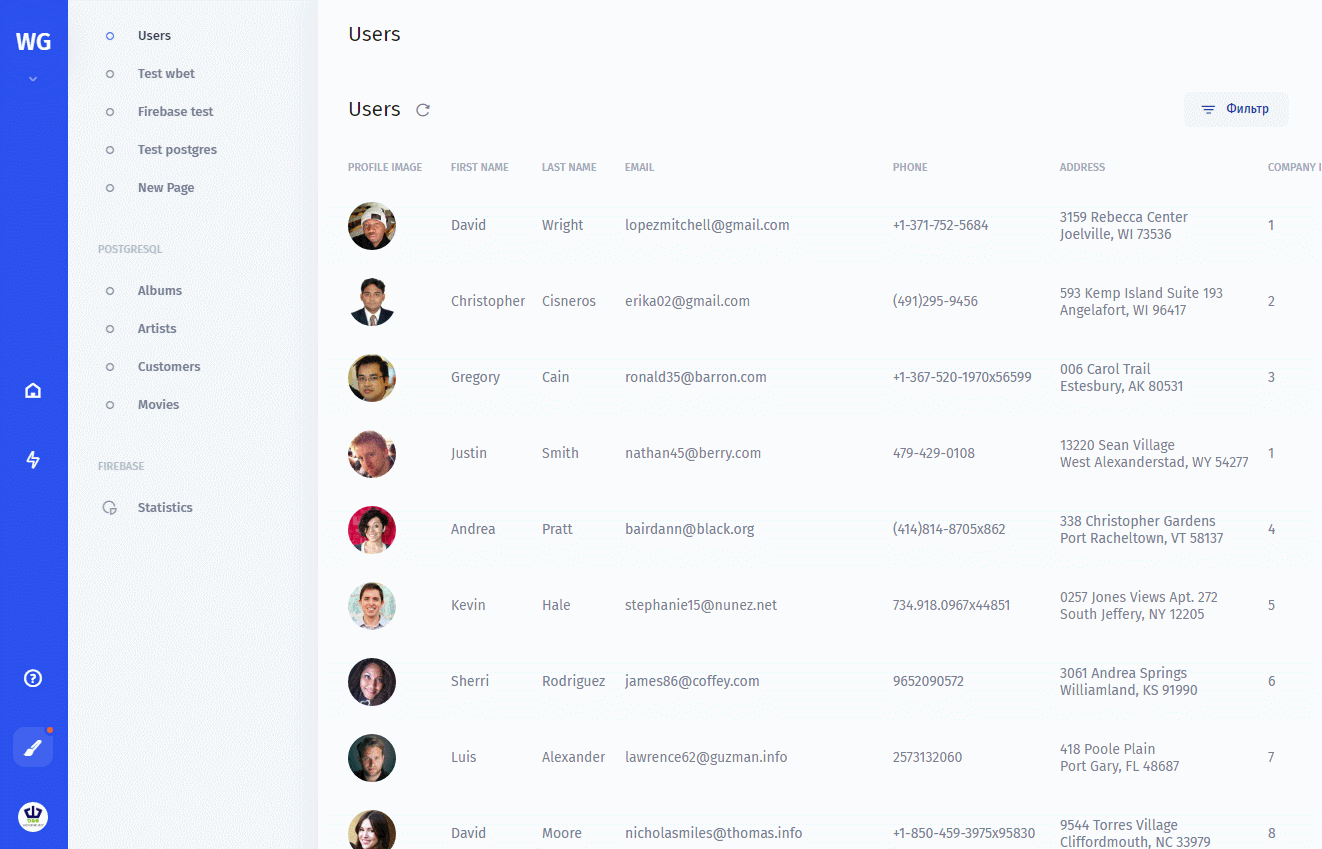 WG
Users
Test wbet
Firebase test
Test postgres
New Page
POSTGRESQL
Albums
Artists
Customers
Movies
FIREBASE
Statistics
Users
Users
Фильтр
PROFILE IMAGE FIRST NAME LAST NAME EMAIL PHONE ADDRESS COMPANY
David Wright lopezmitchell@gmail.com +1-371-752-5684 3159 Rebecca Center 1
Joelville, WI 73536
Christopher Cisneros erika02@gmail.com (491)295-9456 593 Kemp Island Suite 193 2
Angelafort, WI 96417
Gregory Cain ronald35@barron.com +1-367-520-1970x56599 006 Carol Trail 3
Estesbury, AK 80531
Justin Smith nathan45@berry.com 479-429-0108 13220 Sean Village 1
West Alexanderstad, WY 54277
Andrea Pratt bairdann@black.org (414)814-8705x862 338 Christopher Gardens 4
Port Racheltown, VT 58137
Kevin Hale stephanie15@nunez.net 734.918.0967x44851 0257 Jones Views Apt. 272 5
South Jeffery, NY 12205
Sherri Rodriguez james86@coffey.com 9652090572 3061 Andrea Springs 6
Williamland, KS 91990
Luis Alexander lawrence62@guzman.info 2573132060 418 Poole Plain 7
Port Gary, FL 48687
David Moore nicholasmiles@thomas.info +1-850-459-3975x95830 9544 Torres Village 8
Cliffordmouth, NC 33979